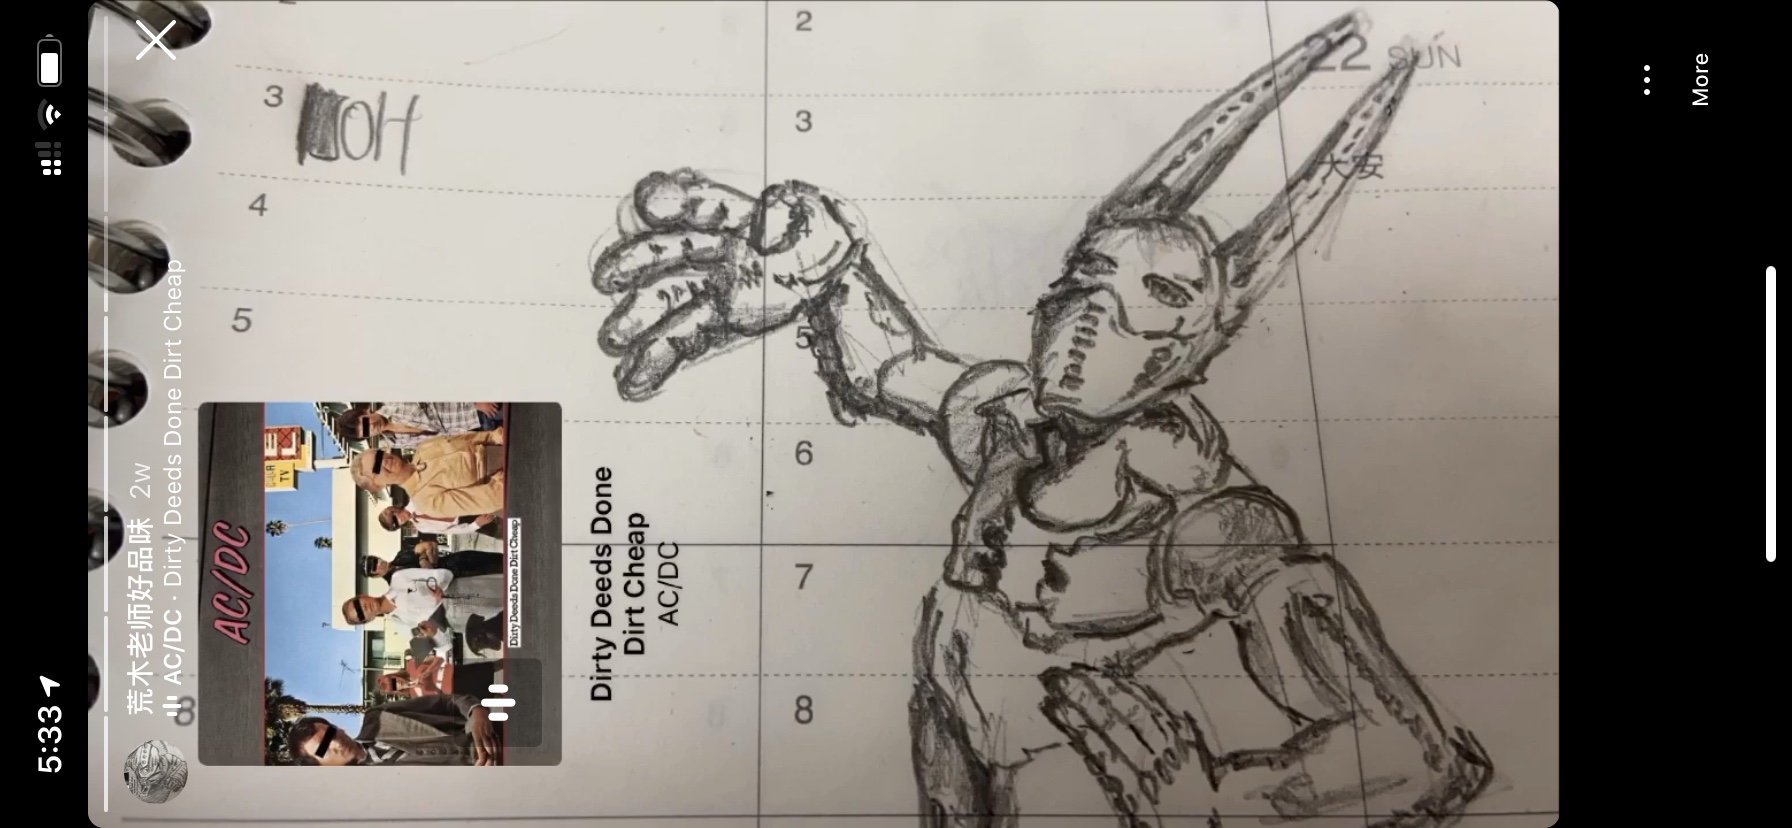 5:33
荒木老师好品味 2w
AC/DC · Dirty Deeds Done Dirt Cheap
More
AC/DC
Dirty Deeds Done Dirt Cheap
Dirty Deeds Done
Dirt Cheap
AC/DC
OH
3
4
5
8
2
3
4
5
6
7
8
22 SUN
大安